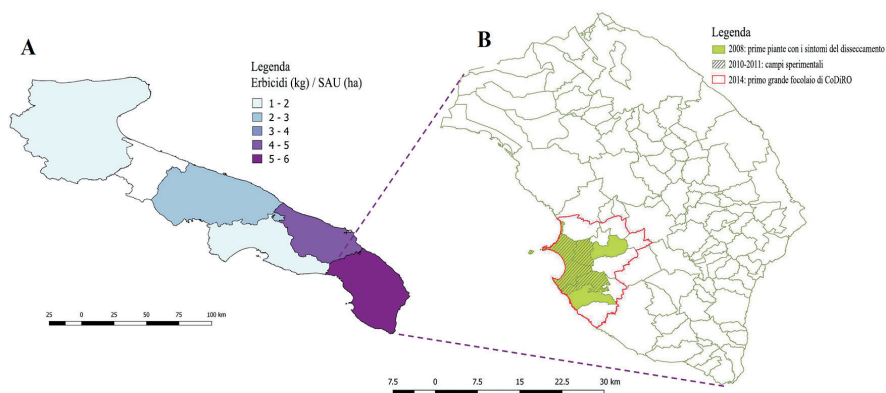 A
Legenda
Erbicidi (kg) / SAU (ha)
1 - 2
2 - 3
3 - 4
4 - 5
5 - 6
25 0 25 50 75 100 km
B
Legenda
2008: prime piante con i sintomi del disseccamento
2010-2011: campi sperimentali
2014: primo grande focolaio di CoDiRO
7.5 0 7.5 15 22.5 30 km